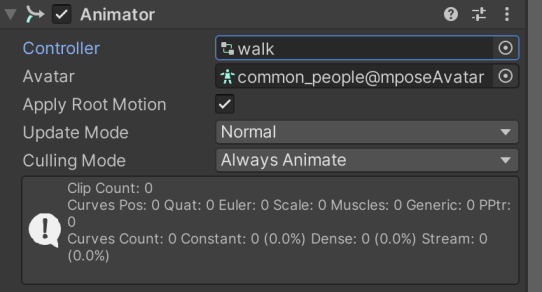 Animator
Controller walk
Avatar common_people@mposeAvatar
Apply Root Motion
Update Mode Normal
Culling Mode Always Animate
Clip Count: 0
Curves Pos: 0 Quat: 0 Euler: 0 Scale: 0 Muscles: 0 Generic: 0 PPtr:
0
Curves Count: 0 Constant: 0 (0.0%) Dense: 0 (0.0%) Stream: 0
(0.0%)